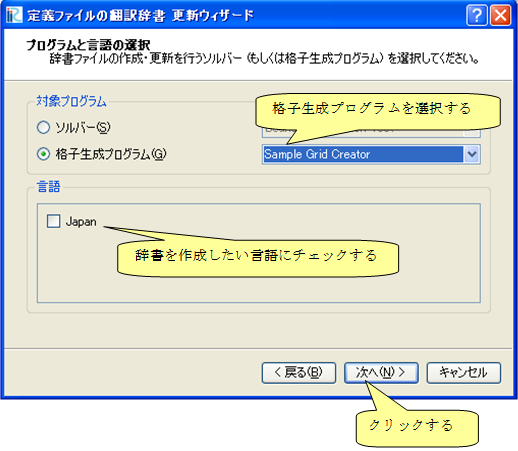 定義ファイルの翻訳辞書 更新ウィザード
プログラムと言語の選択
辞書ファイルの作成・更新を行うソルバー (もしくは格子生成プログラム) を選択してください。
対象プログラム
格子生成プログラムを選択する
ソルバー(S)
格子生成プログラム(G)
Sample Grid Creator
言語
Japan
辞書を作成したい言語にチェックする
< 戻る(B)
次へ(N) >
キャンセル
クリックする